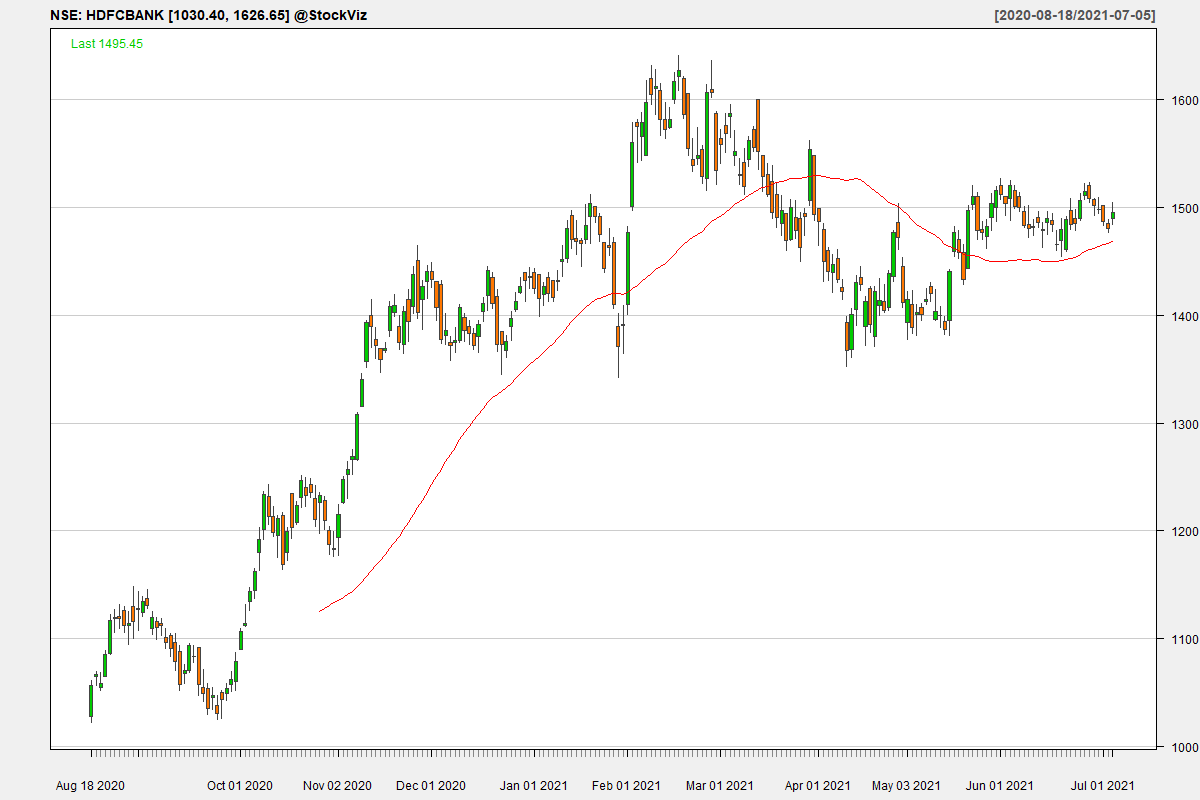 NSE: HDFCBANK [1030.40, 1626.65] @StockViz [2020-08-18/2021-07-05]
Last 1495.45
1600
1500
1400
1300
1200
1100
1000
Aug 18 2020 Oct 01 2020 Nov 02 2020 Dec 01 2020 Jan 01 2021 Feb 01 2021 Mar 01 2021 Apr 01 2021 May 03 2021 Jun 01 2021 Jul 01 2021